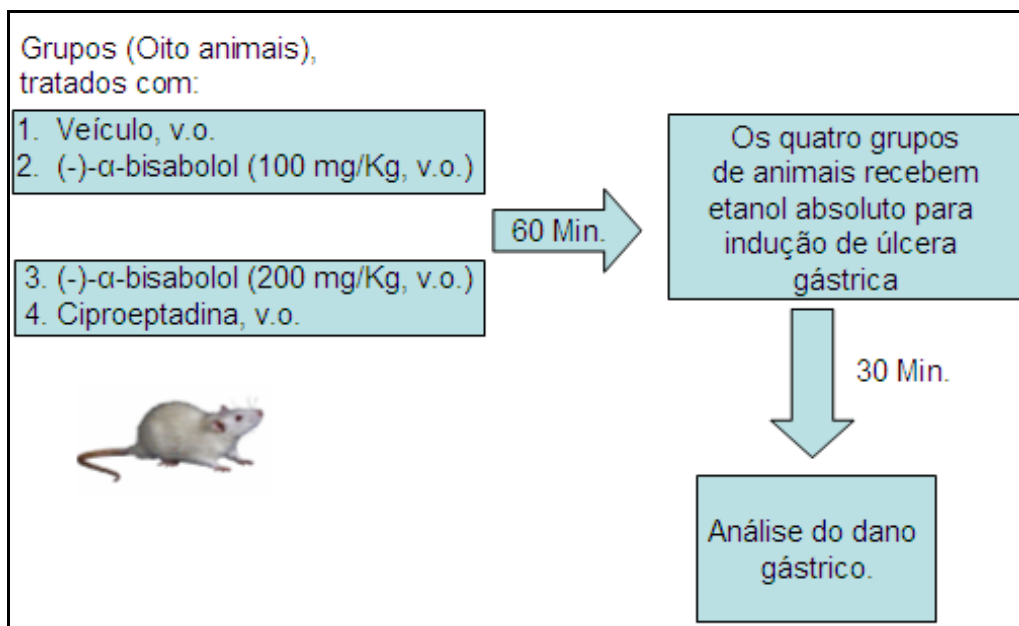 Grupos (Oito animais),
tratados com:
1. Veículo, v.o.
2. (-)-α-bisabolol (100 mg/Kg, v.o.)
3. (-)-α-bisabolol (200 mg/Kg, v.o.)
4. Ciproeptadina, v.o.
60 Min.
Os quatro grupos
de animais recebem
etanol absoluto para
indução de úlcera
gástrica
30 Min.
Análise do dano
gástrico.